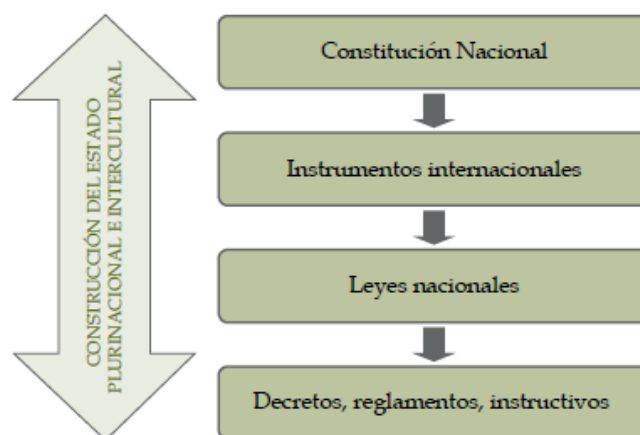 CONSTRUCCIÓN DEL ESTADO
PLURINACIONAL E INTERCULTURAL
Constitución Nacional
Instrumentos internacionales
Leyes nacionales
Decretos, reglamentos, instructivos